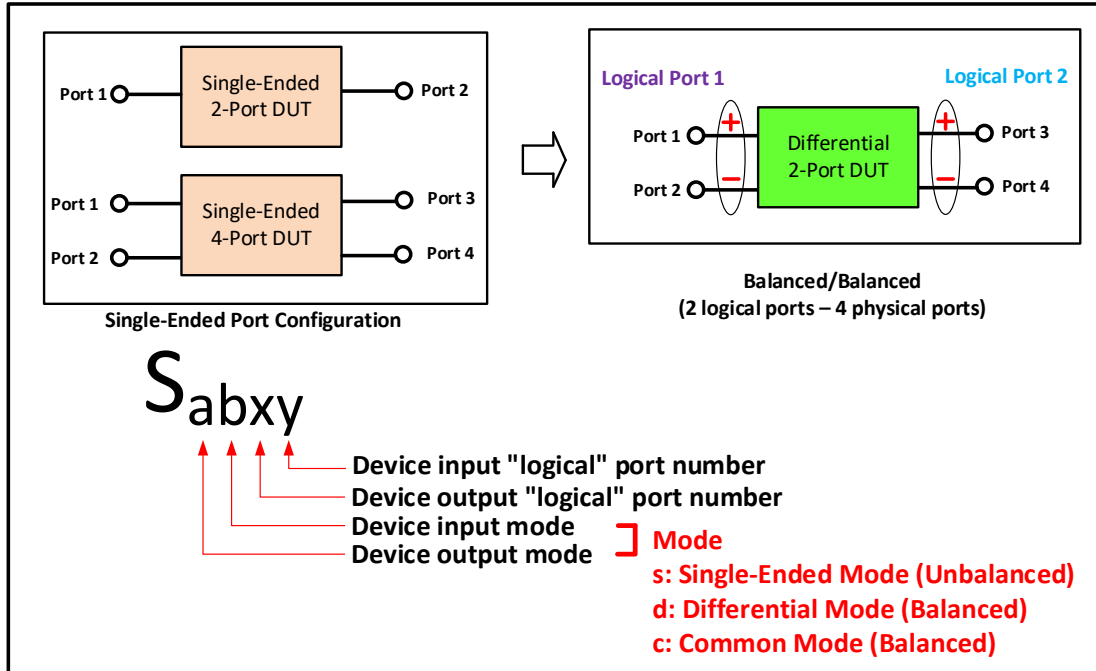 Single-Ended
2-Port DUT
Port 1
Port 2
Single-Ended
4-Port DUT
Port 1
Port 2
Port 3
Port 4
Single-Ended Port Configuration
Logical Port 1
Logical Port 2
+
+
Port 1
Port 3
Differential
2-Port DUT
−
−
Port 2
Port 4
Balanced/Balanced
(2 logical ports – 4 physical ports)
Sabxy
Device input "logical" port number
Device output "logical" port number
Device input mode
Device output mode
Mode
s: Single-Ended Mode (Unbalanced)
d: Differential Mode (Balanced)
c: Common Mode (Balanced)